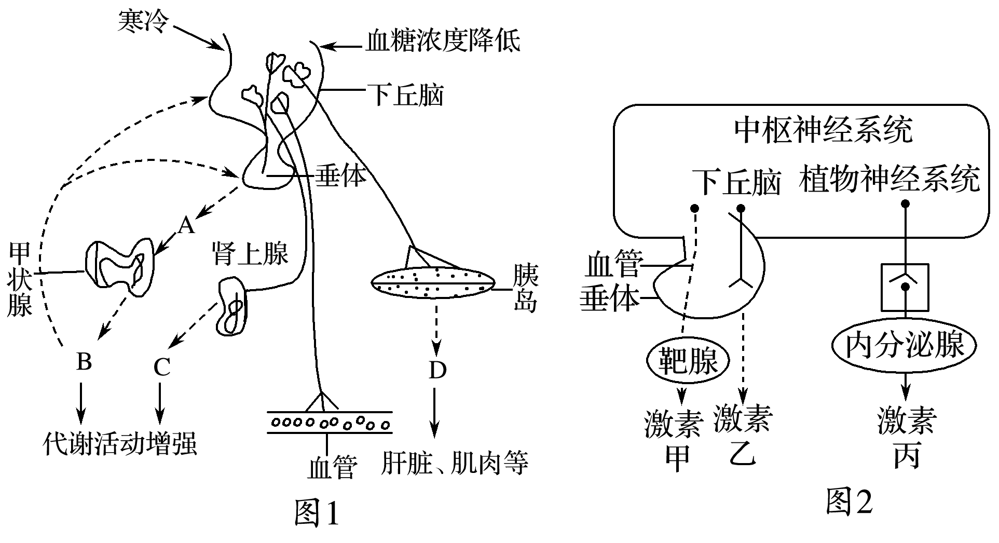 寒冷
血糖浓度降低
下丘脑
垂体
A
甲状腺
肾上腺
胰岛
B
C
D
代谢活动增强
血管
肝脏、肌肉等
图1
中枢神经系统
下丘脑
植物神经系统
血管
垂体
靶腺
内分泌腺
激素甲
激素乙
激素丙
图2